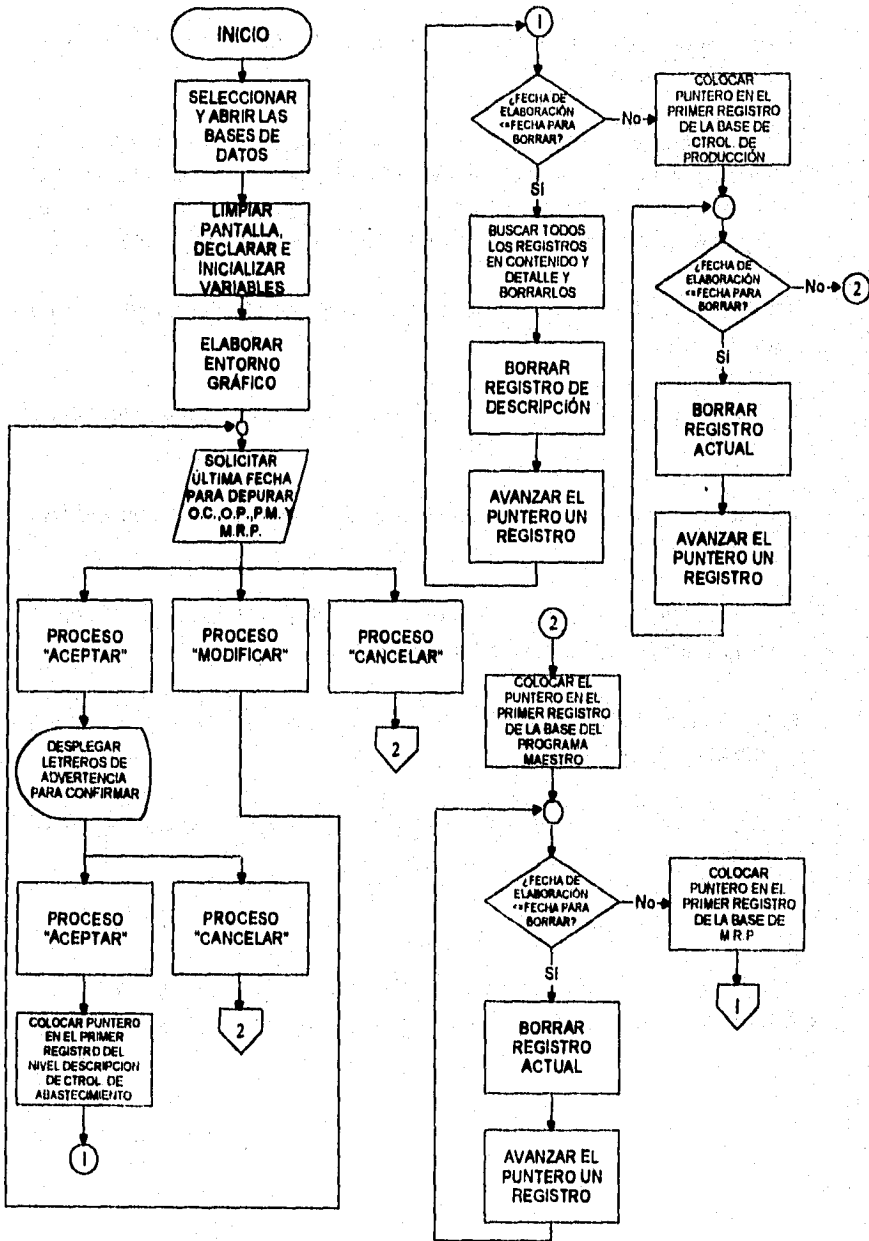 INICIO
SELECCIONAR
Y ABRIR LAS
BASES DE
DATOS
LIMPIAR
PANTALLA,
DECLARAR E
INICIALIZAR
VARIABLES
ELABORAR
ENTORNO
GRÁFICO
SOLICITAR
ÚLTIMA FECHA
PARA DEPURAR
O.C.,O.P.,P.M. Y
M.R.P.
PROCESO
"ACEPTAR"
PROCESO
"MODIFICAR"
PROCESO
"CANCELAR"
2
DESPLEGAR
LETREROS DE
ADVERTENCIA
PARA CONFIRMAR
PROCESO
"ACEPTAR"
PROCESO
"CANCELAR"
2
COLOCAR PUNTERO
EN EL PRIMER
REGISTRO DEL
NIVEL DESCRIPCION
DE CTROL. DE
ABASTECIMIENTO
1
1
¿FECHA DE
ELABORACIÓN
<=FECHA PARA
BORRAR?
No
SÍ
BUSCAR TODOS
LOS REGISTROS
EN CONTENIDO Y
DETALLE Y
BORRARLOS
BORRAR
REGISTRO DE
DESCRIPCIÓN
AVANZAR EL
PUNTERO UN
REGISTRO
COLOCAR
PUNTERO EN EL
PRIMER REGISTRO
DE LA BASE DE
CTROL. DE
PRODUCCIÓN
¿FECHA DE
ELABORACIÓN
<=FECHA PARA
BORRAR?
No
2
SÍ
BORRAR
REGISTRO
ACTUAL
AVANZAR EL
PUNTERO UN
REGISTRO
2
COLOCAR EL
PUNTERO EN EL
PRIMER REGISTRO
DE LA BASE DEL
PROGRAMA
MAESTRO
¿FECHA DE
ELABORACIÓN
<=FECHA PARA
BORRAR?
No
SÍ
COLOCAR
PUNTERO EN EL
PRIMER REGISTRO
DE LA BASE DE
M.R.P
1
BORRAR
REGISTRO
ACTUAL
AVANZAR EL
PUNTERO UN
REGISTRO